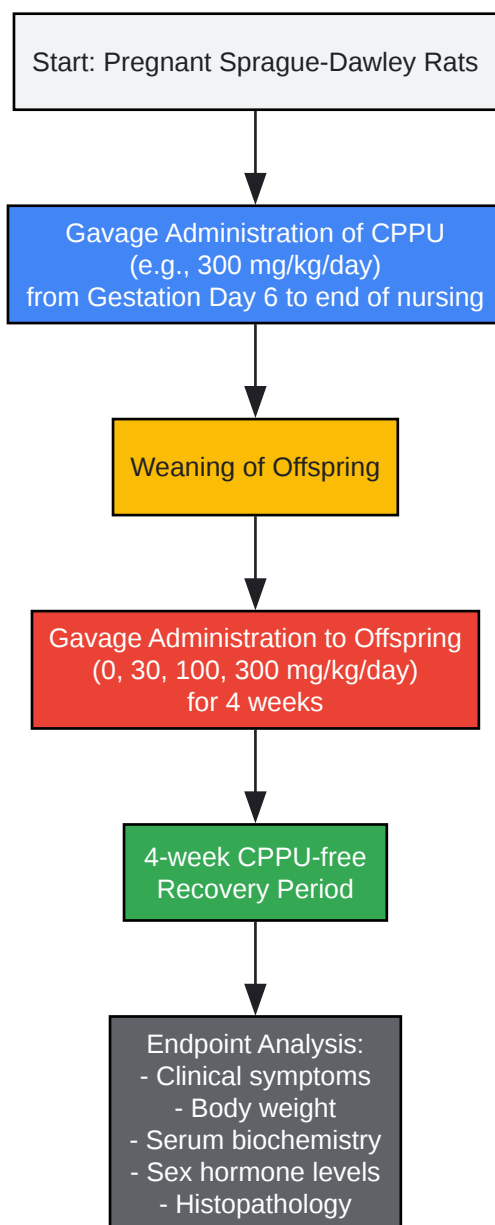 Start: Pregnant Sprague-Dawley Rats
Gavage Administration of CPPU
(e.g., 300 mg/kg/day)
from Gestation Day 6 to end of nursing
Weaning of Offspring
Gavage Administration to Offspring
(0, 30, 100, 300 mg/kg/day)
for 4 weeks
4-week CPPU-free
Recovery Period
Endpoint Analysis:
- Clinical symptoms
- Body weight
- Serum biochemistry
- Sex hormone levels
- Histopathology